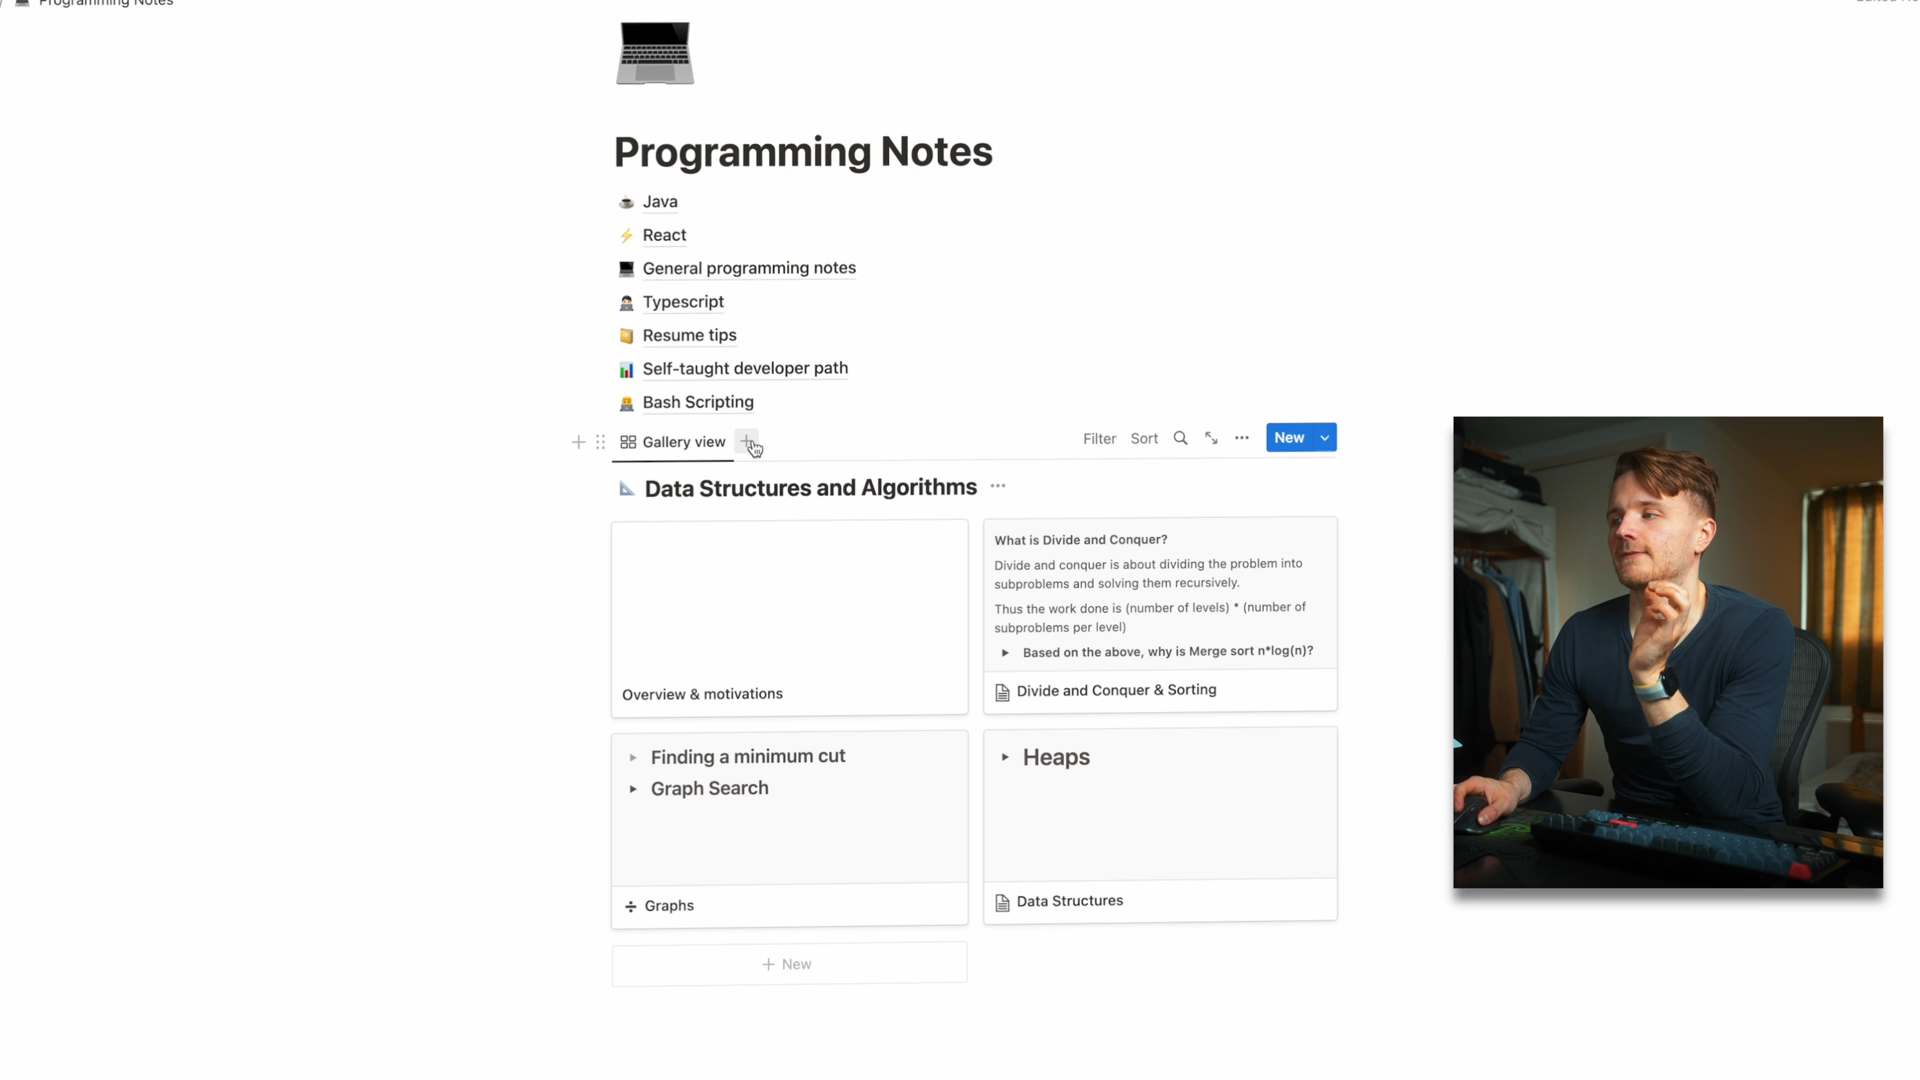 Programming Notes
Programming Notes
Java
React
General programming notes
Typescript
Resume tips
Self-taught developer path
Bash Scripting
Gallery view
Filter Sort New
Data Structures and Algorithms
Overview & motivations
What is Divide and Conquer?
Divide and conquer is about dividing the problem into
subproblems and solving them recursively.
Thus the work done is (number of levels) * (number of
subproblems per level)
Based on the above, why is Merge sort n*log(n)?
Divide and Conquer & Sorting
Finding a minimum cut
Graph Search
Graphs
Heaps
Data Structures
New